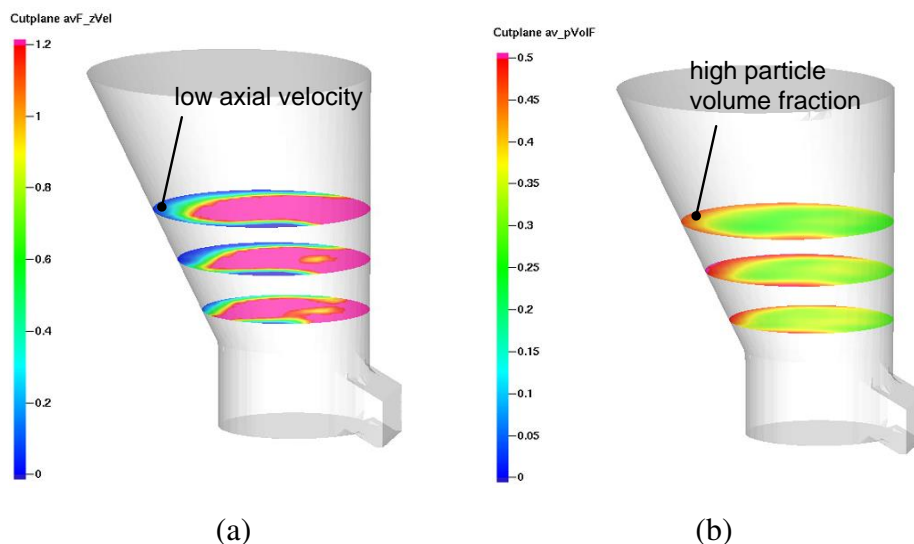 Cutplane avF_zVel
1.2
1
0.8
0.6
0.4
0.2
0
low axial velocity
(a)
Cutplane av_pVolF
0.5
0.45
0.4
0.35
0.3
0.25
0.2
0.15
0.1
0.05
0
high particle
volume fraction
(b)